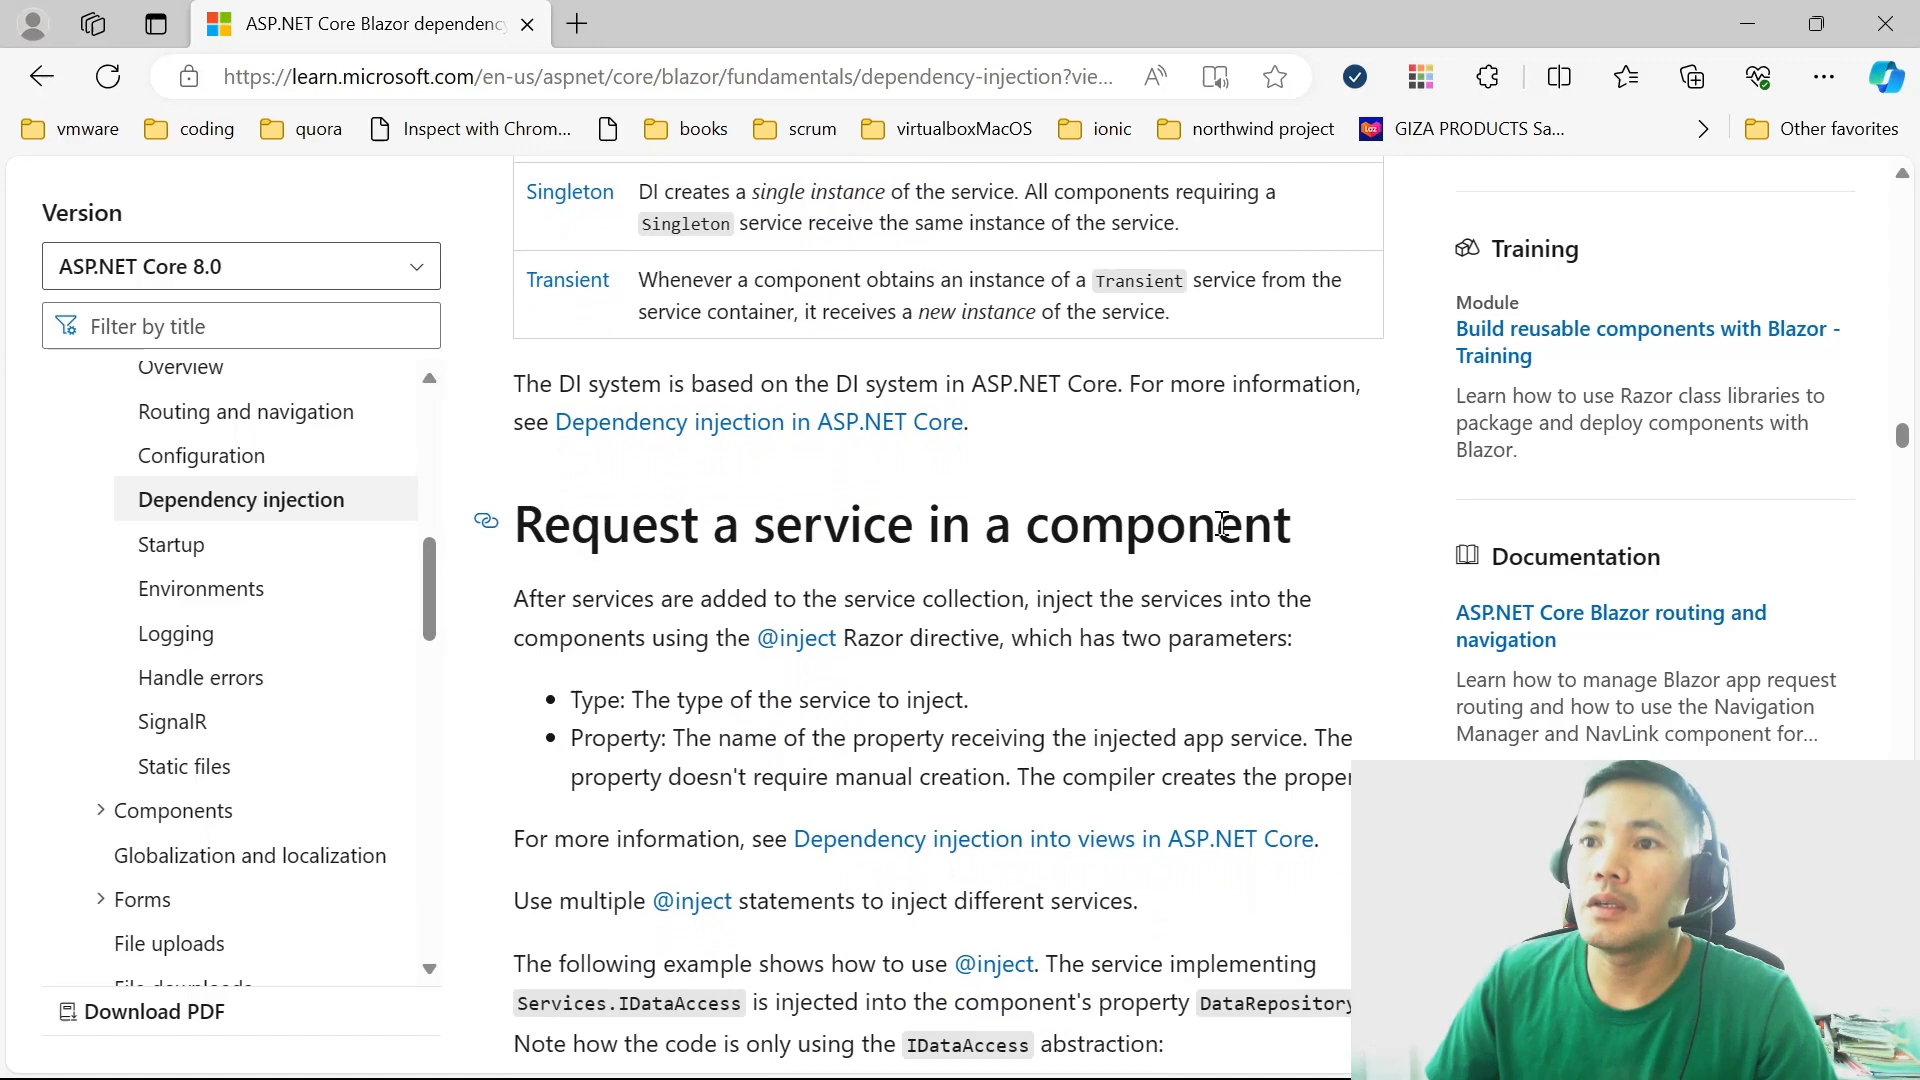 ASP.NET Core Blazor dependenc
https://learn.microsoft.com/en-us/aspnet/core/blazor/fundamentals/dependency-injection?vie...
vmware
coding
quora
Inspect with Chrom...
books
scrum
virtualboxMacOS
ionic
northwind project
GIZA PRODUCTS Sa...
Other favorites
Version
ASP.NET Core 8.0
Filter by title
Overview
Routing and navigation
Configuration
Dependency injection
Startup
Environments
Logging
Handle errors
SignalR
Static files
Components
Globalization and localization
Forms
File uploads
Download PDF
Singleton DI creates a single instance of the service. All components requiring a
Singleton service receive the same instance of the service.
Transient Whenever a component obtains an instance of a Transient service from the
service container, it receives a new instance of the service.
The DI system is based on the DI system in ASP.NET Core. For more information,
see Dependency injection in ASP.NET Core.
Request a service in a component
After services are added to the service collection, inject the services into the
components using the @inject Razor directive, which has two parameters:
• Type: The type of the service to inject.
• Property: The name of the property receiving the injected app service. The
property doesn't require manual creation. The compiler creates the proper
For more information, see Dependency injection into views in ASP.NET Core.
Use multiple @inject statements to inject different services.
The following example shows how to use @inject. The service implementing
Services.IDataAccess is injected into the component's property DataRepository
Note how the code is only using the IDataAccess abstraction:
Training
Module
Build reusable components with Blazor -
Training
Learn how to use Razor class libraries to
package and deploy components with
Blazor.
Documentation
ASP.NET Core Blazor routing and
navigation
Learn how to manage Blazor app request
routing and how to use the Navigation
Manager and NavLink component for...